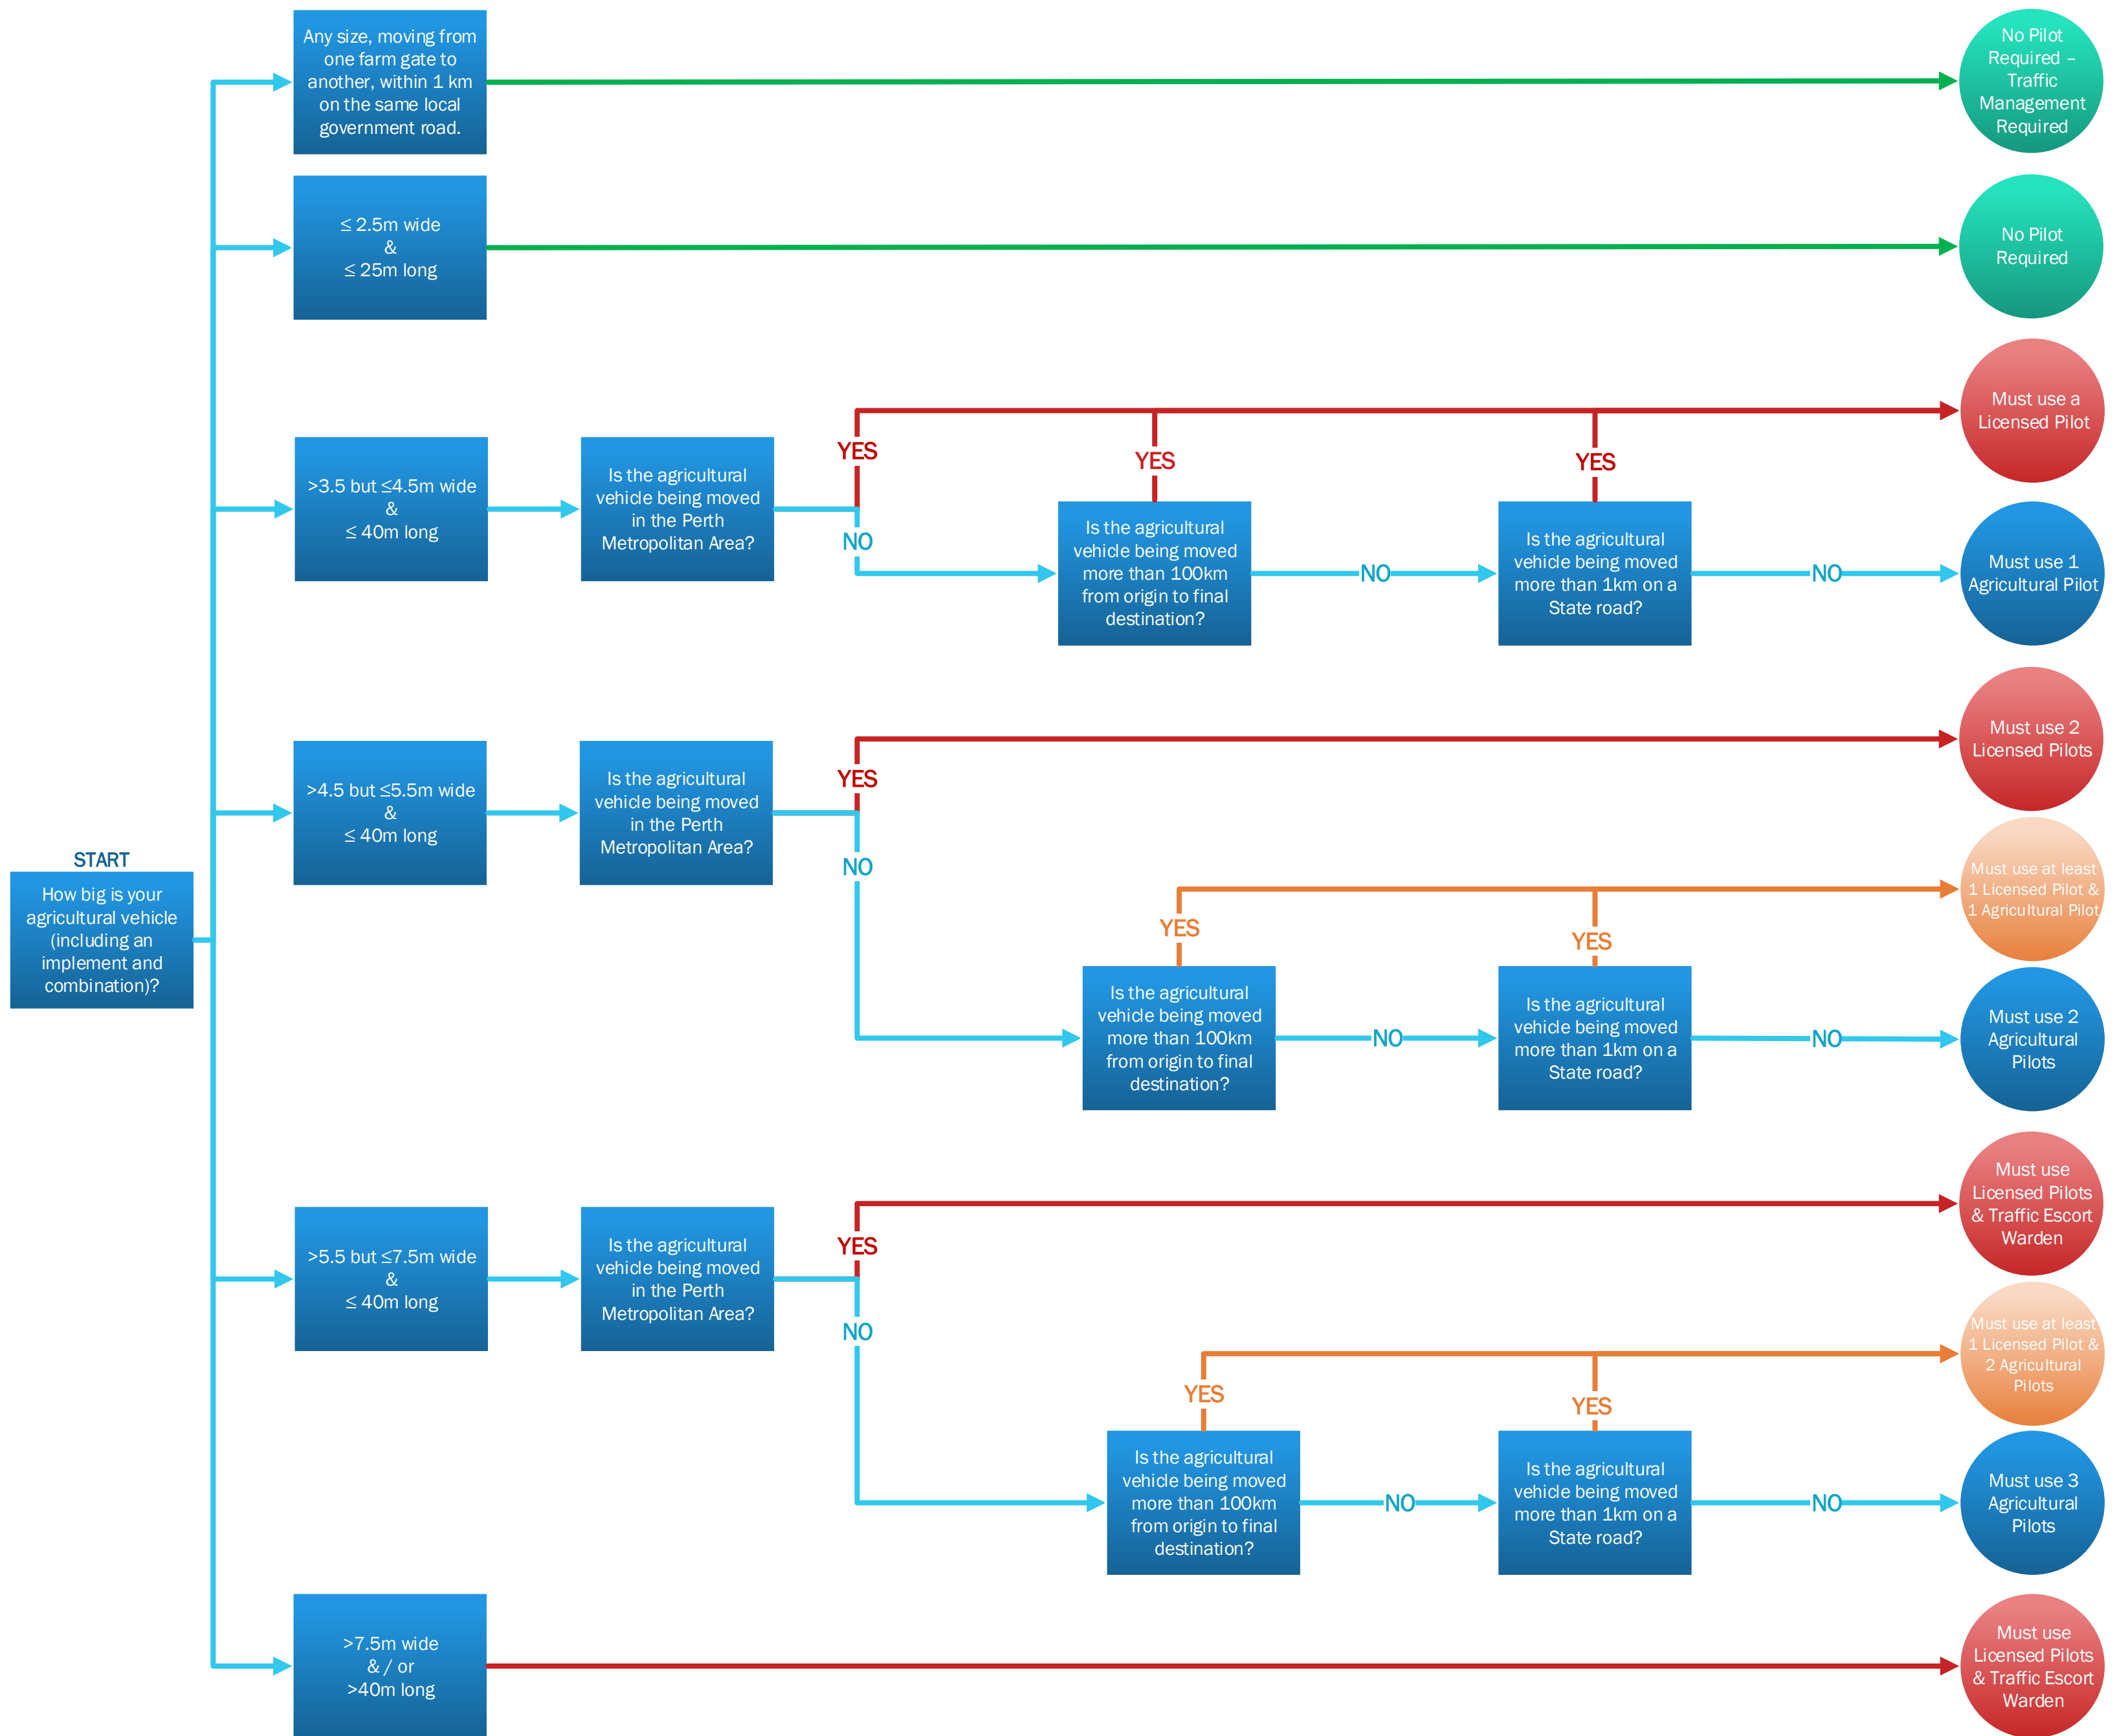 Any size, moving from
one farm gate to
another, within 1 km
on the same local
government road.
No Pilot
Required –
Traffic
Management
Required
≤ 2.5m wide
&
≤ 25m long
No Pilot
Required
>3.5 but ≤4.5m wide
&
≤ 40m long
Is the agricultural
vehicle being moved
in the Perth
Metropolitan Area?
YES
NO
YES
Is the agricultural
vehicle being moved
more than 100km
from origin to final
destination?
NO
YES
Is the agricultural
vehicle being moved
more than 1km on a
State road?
NO
Must use a
Licensed Pilot
Must use 1
Agricultural Pilot
START
How big is your
agricultural vehicle
(including an
implement and
combination)?
>4.5 but ≤5.5m wide
&
≤ 40m long
Is the agricultural
vehicle being moved
in the Perth
Metropolitan Area?
YES
NO
YES
Is the agricultural
vehicle being moved
more than 100km
from origin to final
destination?
NO
YES
Is the agricultural
vehicle being moved
more than 1km on a
State road?
NO
Must use 2
Licensed Pilots
Must use at least
1 Licensed Pilot &
1 Agricultural Pilot
Must use 2
Agricultural
Pilots
>5.5 but ≤7.5m wide
&
≤ 40m long
Is the agricultural
vehicle being moved
in the Perth
Metropolitan Area?
YES
NO
YES
Is the agricultural
vehicle being moved
more than 100km
from origin to final
destination?
NO
YES
Is the agricultural
vehicle being moved
more than 1km on a
State road?
NO
Must use
Licensed Pilots
& Traffic Escort
Warden
Must use at least
1 Licensed Pilot &
2 Agricultural
Pilots
Must use 3
Agricultural
Pilots
>7.5m wide
& / or
>40m long
Must use
Licensed Pilots
& Traffic Escort
Warden